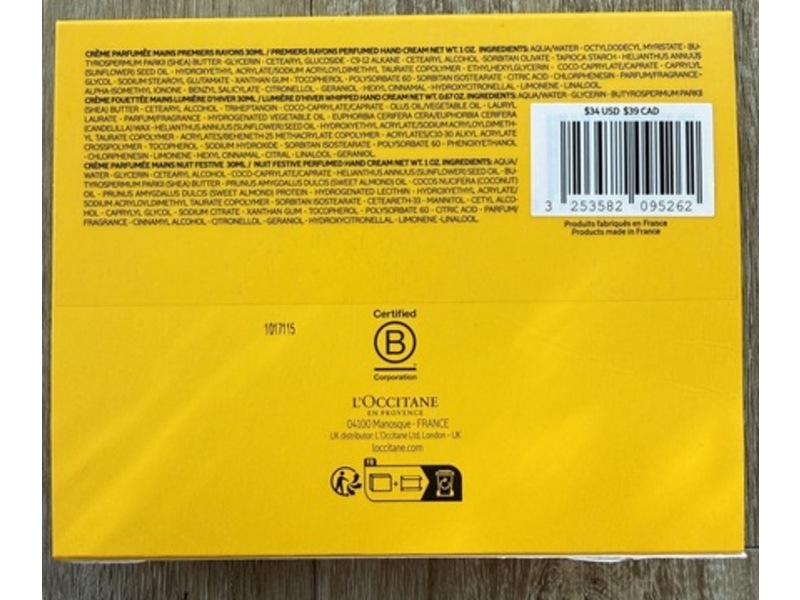 CRÈME PARFUMÉE MAINS PREMIERS RAYONS 30ML / PREMIERS RAYONS PERFUMED HAND CREAM NET WT. 1 OZ. INGREDIENTS: AQUA/WATER - OCTYLDODECYL MYRISTATE - BU-
TYROSPERMUM PARKII (SHEA) BUTTER - GLYCERIN - CETEARYL GLUCOSIDE - C9-12 ALKANE - CETEARYL ALCOHOL - SORBITAN OLIVATE - TAPIOCA STARCH - HELIANTHUS ANNUUS
(SUNFLOWER) SEED OIL - HYDROXYETHYL ACRYLATE/SODIUM ACRYLOYLDIMETHYL TAURATE COPOLYMER - ETHYLHEXYLGLYCERIN - COCO-CAPRYLATE/CAPRATE - CAPRYLYL
GLYCOL - SODIUM STEAROYL GLUTAMATE - XANTHAN GUM - TOCOPHEROL - POLYSORBATE 60 - SORBITAN ISOSTEARATE - CITRIC ACID - CHLORPHENESIN - PARFUM/FRAGRANCE -
ALPHA-ISOMETHYL IONONE - BENZYL SALICYLATE - CITRONELLOL - GERANIOL - HEXYL CINNAMAL - HYDROXYCITRONELLAL - LIMONENE - LINALOOL.
CRÈME FOUETTÉE MAINS LUMIÈRE D'HIVER 30ML / LUMIÈRE D'HIVER WHIPPED HAND CREAM NET WT. 0.67 OZ. INGREDIENTS: AQUA/WATER - GLYCERIN - BUTYROSPERMUM PARKII
(SHEA) BUTTER - CETEARYL ALCOHOL - TRIHEPTANOIN - COCO-CAPRYLATE/CAPRATE - OLUS OIL/VEGETABLE OIL - LAURYL
LAURATE - PARFUM/FRAGRANCE - HYDROGENATED VEGETABLE OIL - EUPHORBIA CERIFERA CERA/EUPHORBIA CERIFERA
(CANDELILLA) WAX - HELIANTHUS ANNUUS (SUNFLOWER) SEED OIL - HYDROXYETHYL ACRYLATE/SODIUM ACRYLOYLDIMETH-
YL TAURATE COPOLYMER - ACRYLATES/BEHENETH-25 METHACRYLATE COPOLYMER - ACRYLATES/C10-30 ALKYL ACRYLATE
CROSSPOLYMER - TOCOPHEROL - SODIUM HYDROXIDE - SORBITAN ISOSTEARATE - POLYSORBATE 60 - PHENOXYETHANOL
- CHLORPHENESIN - LIMONENE - HEXYL CINNAMAL - CITRAL - LINALOOL - GERANIOL.
CRÈME PARFUMÉE MAINS NUIT FESTIVE 30ML / NUIT FESTIVE PERFUMED HAND CREAM NET WT. 1 OZ. INGREDIENTS: AQUA/
WATER - GLYCERIN - CETEARYL ALCOHOL - COCO-CAPRYLATE/CAPRATE - HELIANTHUS ANNUUS (SUNFLOWER) SEED OIL - BU-
TYROSPERMUM PARKII (SHEA) BUTTER - PRUNUS AMYGDALUS DULCIS (SWEET ALMOND) OIL - COCOS NUCIFERA (COCONUT)
OIL - PRUNUS AMYGDALUS DULCIS (SWEET ALMOND) PROTEIN - HYDROGENATED LECITHIN - HYDROXYETHYL ACRYLATE/
SODIUM ACRYLOYLDIMETHYL TAURATE COPOLYMER - SORBITAN ISOSTEARATE - CETEARETH-33 - MANNITOL - CETYL ALCO-
HOL - CAPRYLYL GLYCOL - SODIUM CITRATE - XANTHAN GUM - TOCOPHEROL - POLYSORBATE 60 - CITRIC ACID - PARFUM/
FRAGRANCE - CINNAMYL ALCOHOL - CITRONELLOL - GERANIOL - HYDROXYCITRONELLAL - LIMONENE - LINALOOL.
$34 USD $39 CAD
3 253582 095262
Produits fabriqués en France
Products made in France
1017115
Certified
B
Corporation
L'OCCITANE
EN PROVENCE
04100 Manosque - FRANCE
UK distributor: L'Occitane Ltd, London - UK
loccitane.com
FR
+